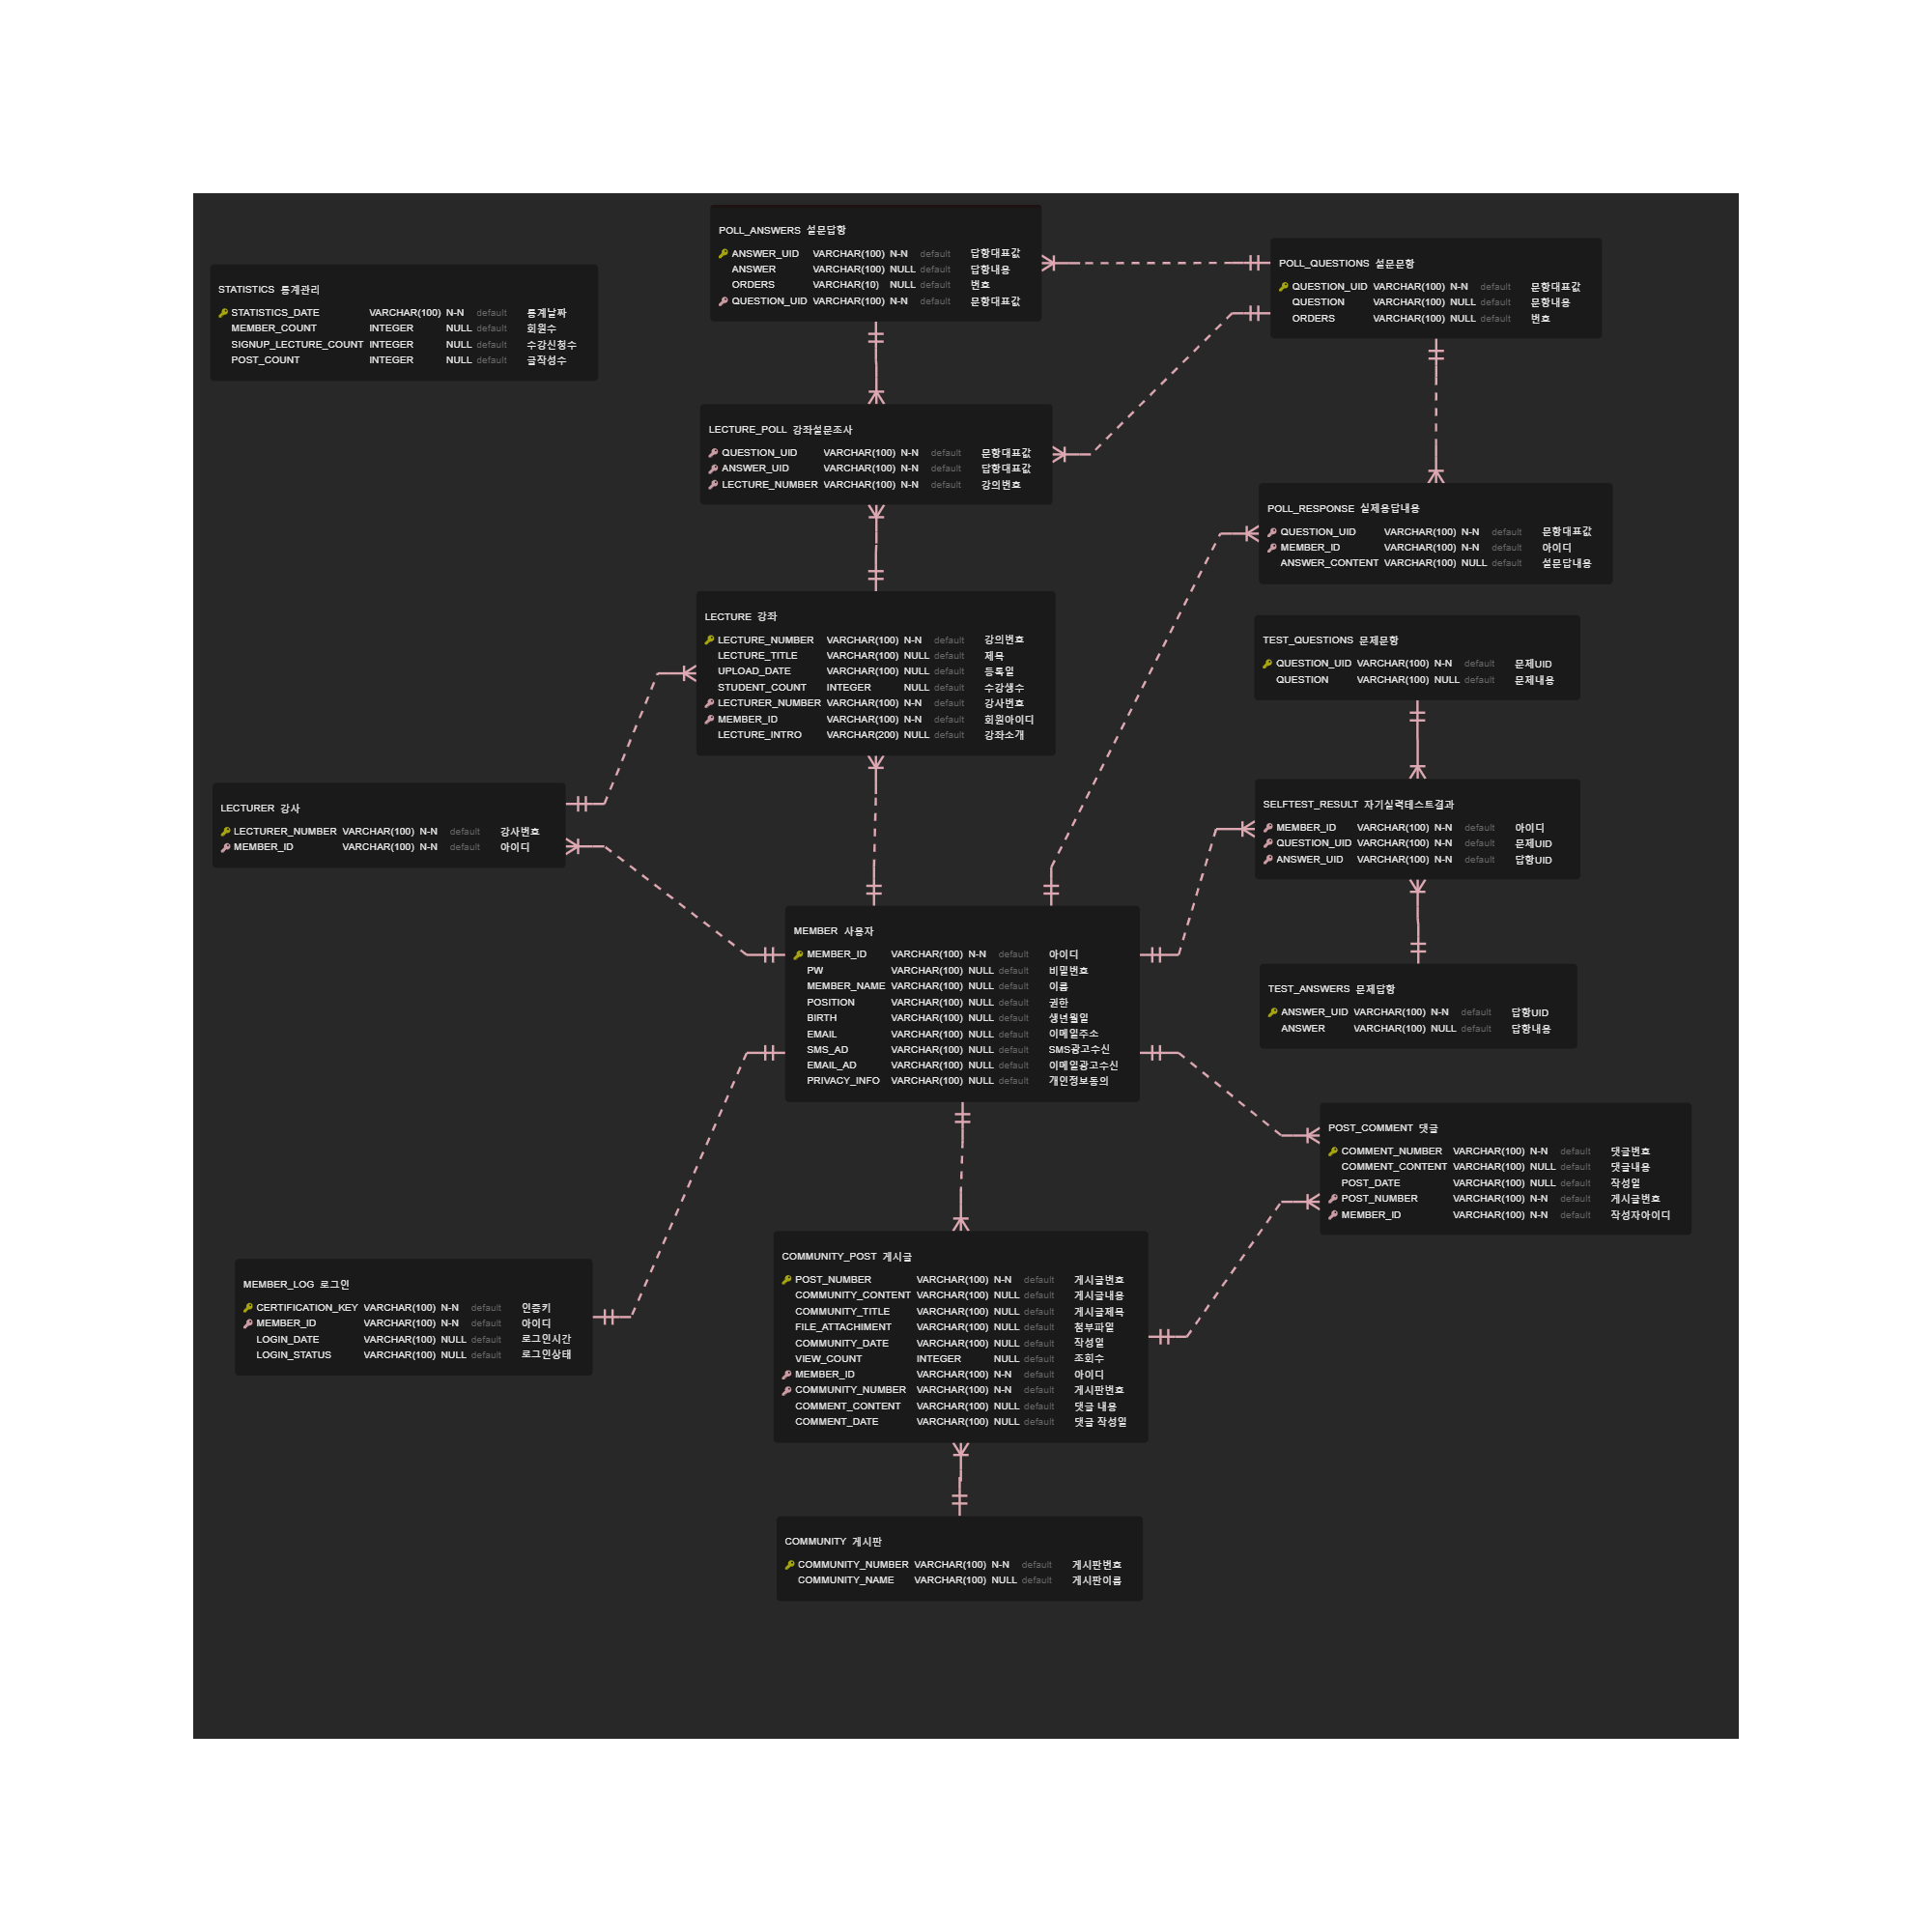 POLL_ANSWERS 설문답항
ANSWER_UID VARCHAR(100) N-N default 답항대표값
ANSWER VARCHAR(100) NULL default 답항내용
ORDERS VARCHAR(10) NULL default 번호
QUESTION_UID VARCHAR(100) N-N default 문항대표값
POLL_QUESTIONS 설문문항
QUESTION_UID VARCHAR(100) N-N default 문항대표값
QUESTION VARCHAR(100) NULL default 문항내용
ORDERS VARCHAR(100) NULL default 번호
STATISTICS 통계관리
STATISTICS_DATE VARCHAR(100) N-N default 통계날짜
MEMBER_COUNT INTEGER NULL default 회원수
SIGNUP_LECTURE_COUNT INTEGER NULL default 수강신청수
POST_COUNT INTEGER NULL default 글작성수
LECTURE_POLL 강좌설문조사
QUESTION_UID VARCHAR(100) N-N default 문항대표값
ANSWER_UID VARCHAR(100) N-N default 답항대표값
LECTURE_NUMBER VARCHAR(100) N-N default 강의번호
POLL_RESPONSE 실제응답내용
QUESTION_UID VARCHAR(100) N-N default 문항대표값
MEMBER_ID VARCHAR(100) N-N default 아이디
ANSWER_CONTENT VARCHAR(100) NULL default 설문답내용
LECTURE 강좌
LECTURE_NUMBER VARCHAR(100) N-N default 강의번호
LECTURE_TITLE VARCHAR(100) NULL default 제목
UPLOAD_DATE VARCHAR(100) NULL default 등록일
STUDENT_COUNT INTEGER NULL default 수강생수
LECTURER_NUMBER VARCHAR(100) N-N default 강사번호
MEMBER_ID VARCHAR(100) N-N default 회원아이디
LECTURE_INTRO VARCHAR(200) NULL default 강좌소개
TEST_QUESTIONS 문제문항
QUESTION_UID VARCHAR(100) N-N default 문제UID
QUESTION VARCHAR(100) NULL default 문제내용
LECTURER 강사
LECTURER_NUMBER VARCHAR(100) N-N default 강사번호
MEMBER_ID VARCHAR(100) N-N default 아이디
SELFTEST_RESULT 자기실력테스트결과
MEMBER_ID VARCHAR(100) N-N default 아이디
QUESTION_UID VARCHAR(100) N-N default 문제UID
ANSWER_UID VARCHAR(100) N-N default 답항UID
MEMBER 사용자
MEMBER_ID VARCHAR(100) N-N default 아이디
PW VARCHAR(100) NULL default 비밀번호
MEMBER_NAME VARCHAR(100) NULL default 이름
POSITION VARCHAR(100) NULL default 권한
BIRTH VARCHAR(100) NULL default 생년월일
EMAIL VARCHAR(100) NULL default 이메일주소
SMS_AD VARCHAR(100) NULL default SMS광고수신
EMAIL_AD VARCHAR(100) NULL default 이메일광고수신
PRIVACY_INFO VARCHAR(100) NULL default 개인정보동의
TEST_ANSWERS 문제답항
ANSWER_UID VARCHAR(100) N-N default 답항UID
ANSWER VARCHAR(100) NULL default 답항내용
POST_COMMENT 댓글
COMMENT_NUMBER VARCHAR(100) N-N default 댓글번호
COMMENT_CONTENT VARCHAR(100) NULL default 댓글내용
POST_DATE VARCHAR(100) NULL default 작성일
POST_NUMBER VARCHAR(100) N-N default 게시글번호
MEMBER_ID VARCHAR(100) N-N default 작성자아이디
MEMBER_LOG 로그인
CERTIFICATION_KEY VARCHAR(100) N-N default 인증키
MEMBER_ID VARCHAR(100) N-N default 아이디
LOGIN_DATE VARCHAR(100) NULL default 로그인시간
LOGIN_STATUS VARCHAR(100) NULL default 로그인상태
COMMUNITY_POST 게시글
POST_NUMBER VARCHAR(100) N-N default 게시글번호
COMMUNITY_CONTENT VARCHAR(100) NULL default 게시글내용
COMMUNITY_TITLE VARCHAR(100) NULL default 게시글제목
FILE_ATTACHIMENT VARCHAR(100) NULL default 첨부파일
COMMUNITY_DATE VARCHAR(100) NULL default 작성일
VIEW_COUNT INTEGER NULL default 조회수
MEMBER_ID VARCHAR(100) N-N default 아이디
COMMUNITY_NUMBER VARCHAR(100) N-N default 게시판번호
COMMENT_CONTENT VARCHAR(100) NULL default 댓글 내용
COMMENT_DATE VARCHAR(100) NULL default 댓글 작성일
COMMUNITY 게시판
COMMUNITY_NUMBER VARCHAR(100) N-N default 게시판번호
COMMUNITY_NAME VARCHAR(100) NULL default 게시판이름